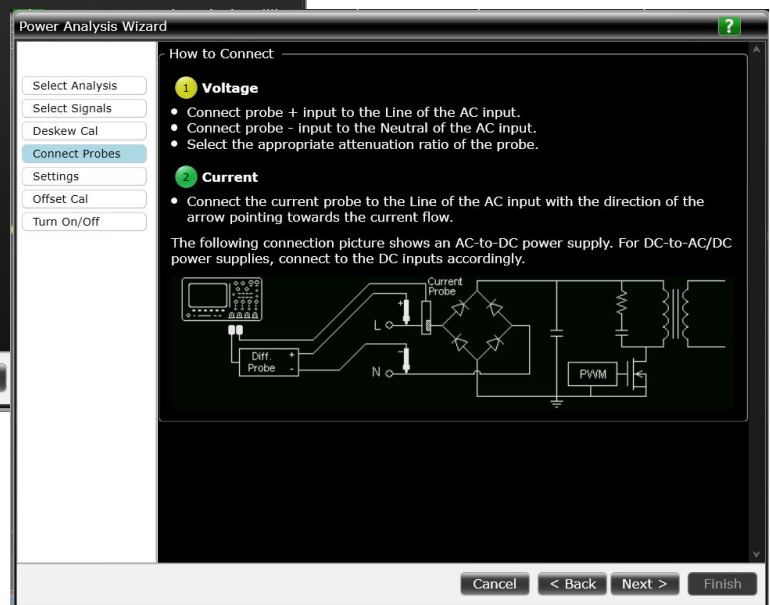 Power Analysis Wizard
?
Select Analysis
Select Signals
Deskew Cal
Connect Probes
Settings
Offset Cal
Turn On/Off
How to Connect
1 Voltage
• Connect probe + input to the Line of the AC input.
• Connect probe - input to the Neutral of the AC input.
• Select the appropriate attenuation ratio of the probe.
2 Current
• Connect the current probe to the Line of the AC input with the direction of the
arrow pointing towards the current flow.
The following connection picture shows an AC-to-DC power supply. For DC-to-AC/DC
power supplies, connect to the DC inputs accordingly.
Current
Probe
+
L
Diff. +
Probe -
-
N
PWM
Cancel
< Back
Next >
Finish